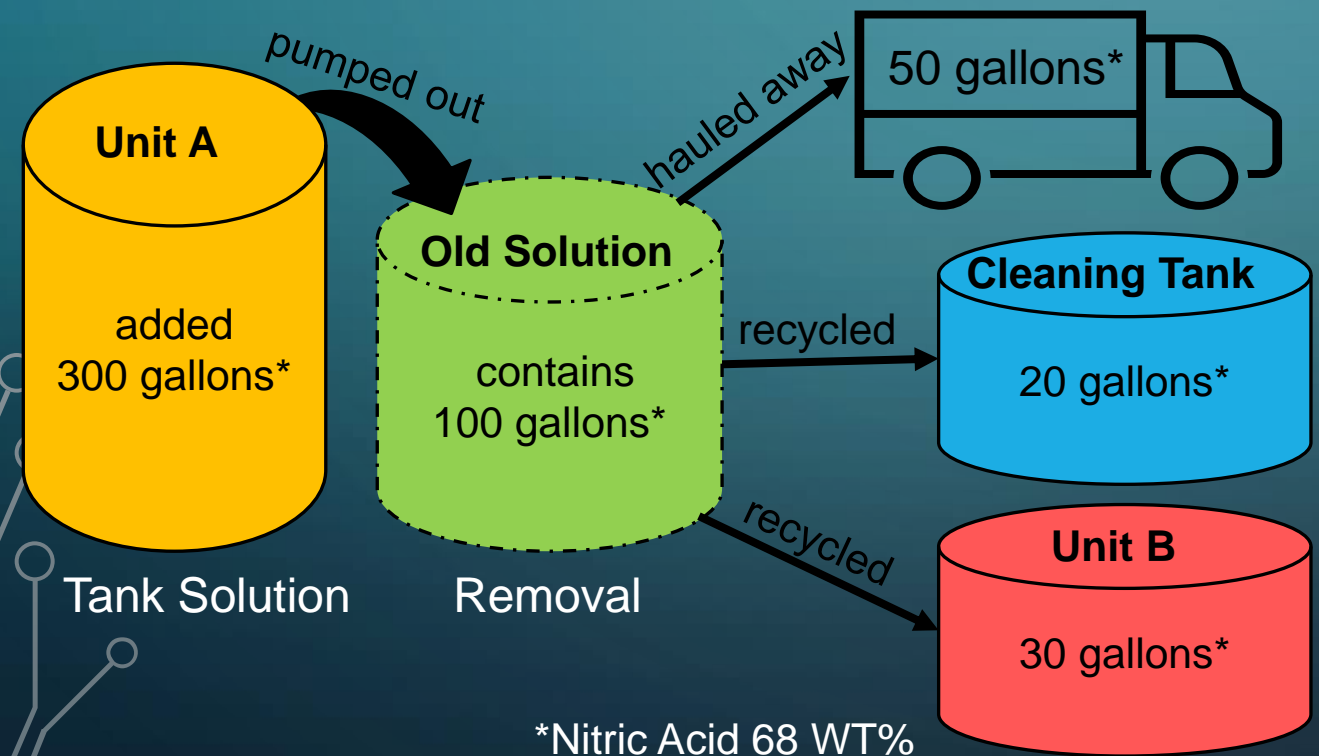 Unit A
added
300 gallons*
Tank Solution
pumped out
Old Solution
contains
100 gallons*
Removal
hauled away
50 gallons*
recycled
Cleaning Tank
20 gallons*
recycled
Unit B
30 gallons*
*Nitric Acid 68 WT%